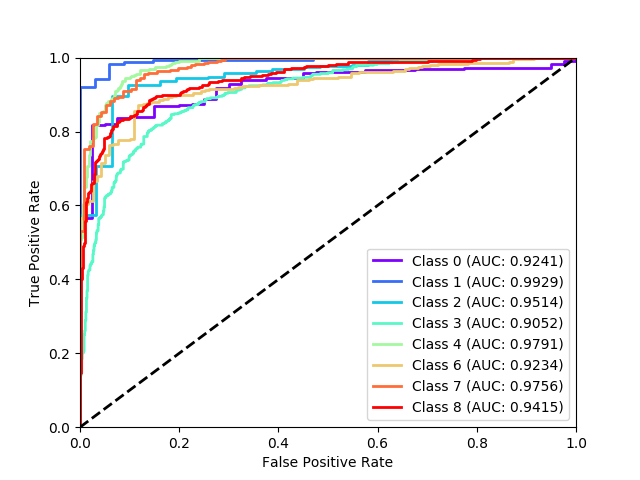 1.0
0.8
0.6
0.4
0.2
0.0
True Positive Rate
Class 0 (AUC: 0.9241)
Class 1 (AUC: 0.9929)
Class 2 (AUC: 0.9514)
Class 3 (AUC: 0.9052)
Class 4 (AUC: 0.9791)
Class 6 (AUC: 0.9234)
Class 7 (AUC: 0.9756)
Class 8 (AUC: 0.9415)
0.0 0.2 0.4 0.6 0.8 1.0
False Positive Rate